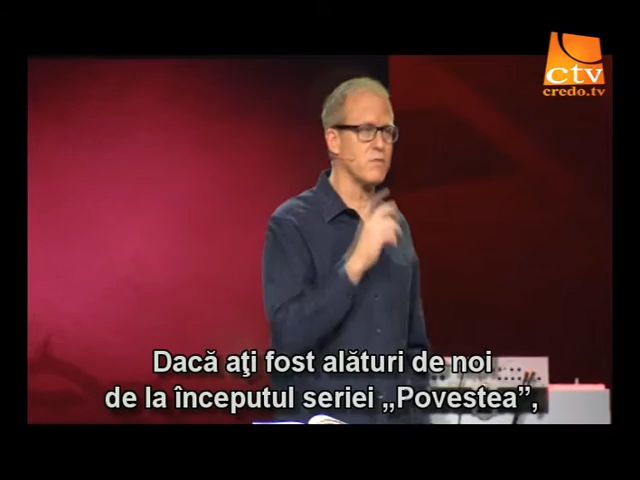 ctv
credo.tv
Dacă aţi fost alături de noi
de la începutul seriei „Povestea”,